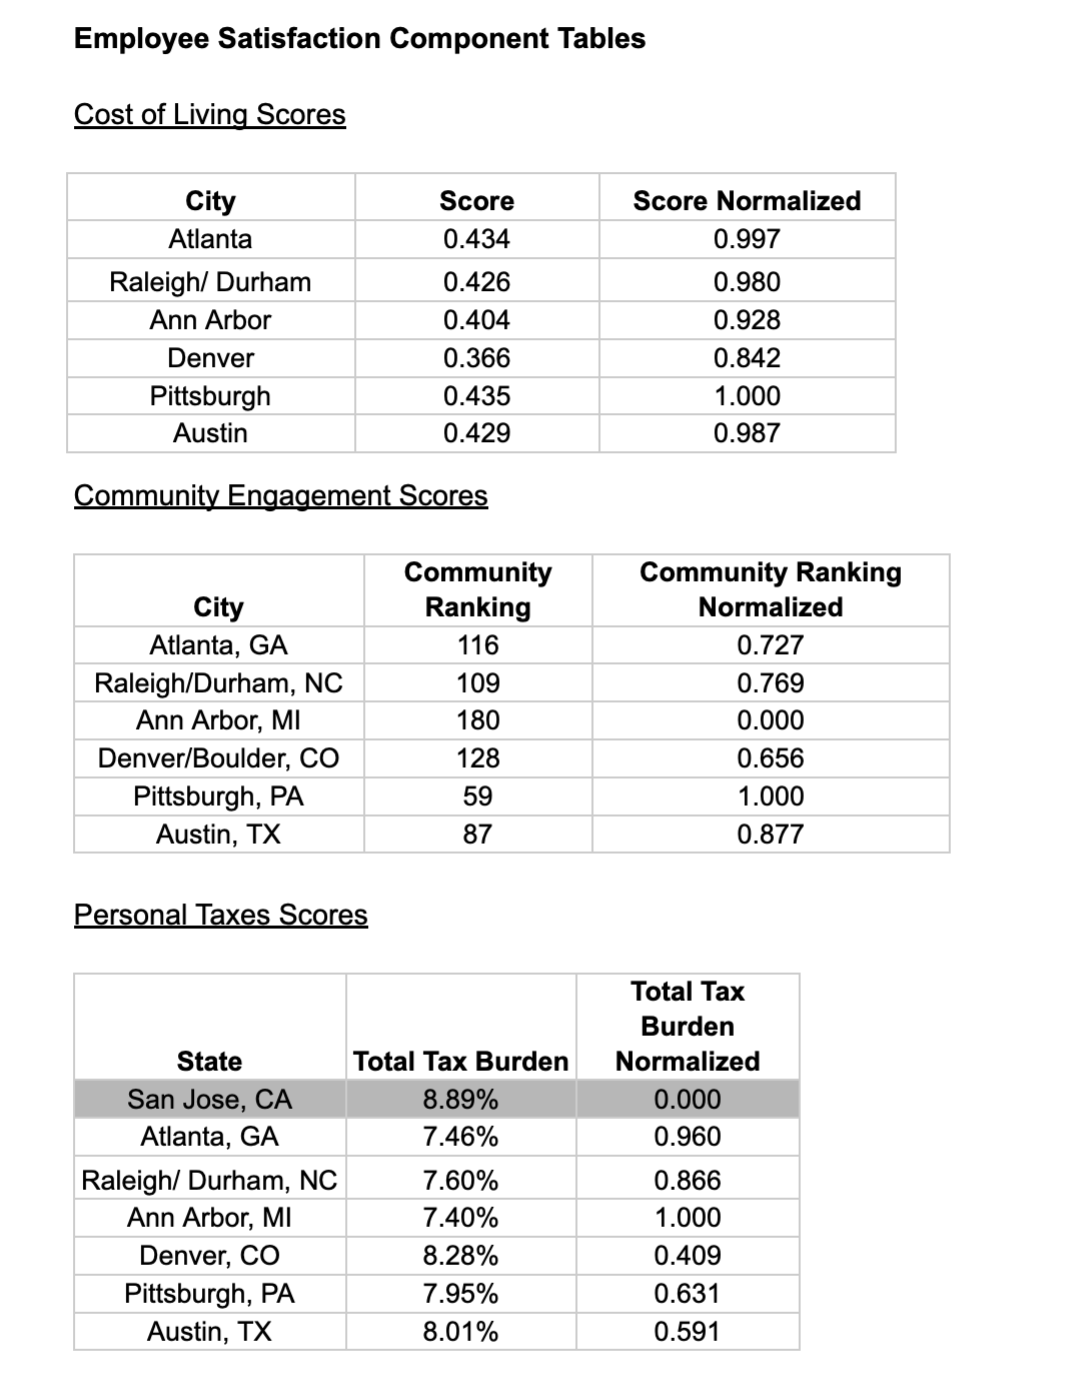 Employee Satisfaction Component Tables
Cost of Living Scores
City Score Score Normalized
Atlanta 0.434 0.997
Raleigh/ Durham 0.426 0.980
Ann Arbor 0.404 0.928
Denver 0.366 0.842
Pittsburgh 0.435 1.000
Austin 0.429 0.987
Community Engagement Scores
Community Community Ranking
City Ranking Normalized
Atlanta, GA 116 0.727
Raleigh/Durham, NC 109 0.769
Ann Arbor, MI 180 0.000
Denver/Boulder, CO 128 0.656
Pittsburgh, PA 59 1.000
Austin, TX 87 0.877
Personal Taxes Scores
Total Tax
Burden
State Total Tax Burden Normalized
San Jose, CA 8.89% 0.000
Atlanta, GA 7.46% 0.960
Raleigh/ Durham, NC 7.60% 0.866
Ann Arbor, MI 7.40% 1.000
Denver, CO 8.28% 0.409
Pittsburgh, PA 7.95% 0.631
Austin, TX 8.01% 0.591